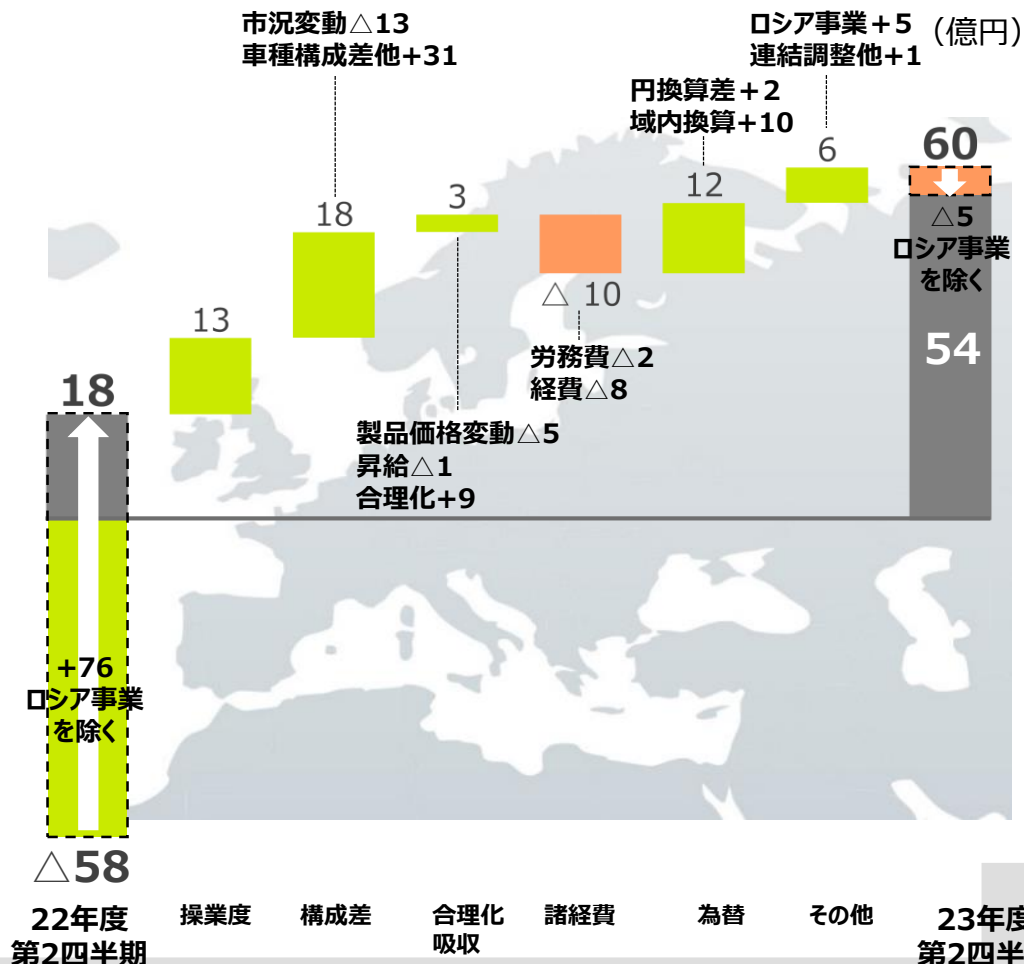 (億円)
市況変動△13
車種構成差他+31
ロシア事業+5
連結調整他+1
円換算差+2
域内換算+10
18
13
18
3
△ 10
12
6
60
△5
ロシア事業
を除く
54
労務費△2
経費△8
製品価格変動△5
昇給△1
合理化+9
+76
ロシア事業
を除く
△58
22年度
第2四半期
操業度
構成差
合理化
吸収
諸経費
為替
その他
23年度
第2四半